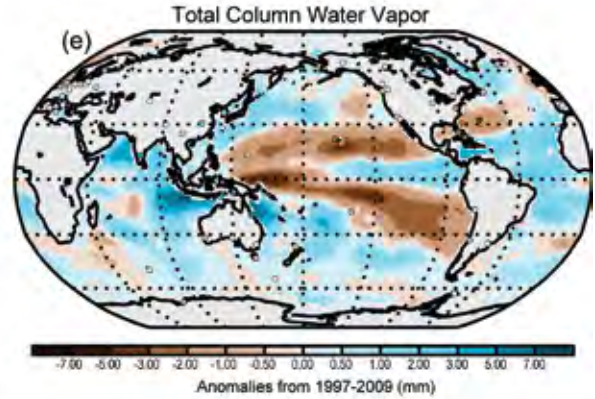 Total Column Water Vapor
(e)
-7.00 -5.00 -3.00 -2.00 -1.00 -0.50 0.00 0.50 1.00 2.00 3.00 5.00 7.00
Anomalies from 1997-2009 (mm)